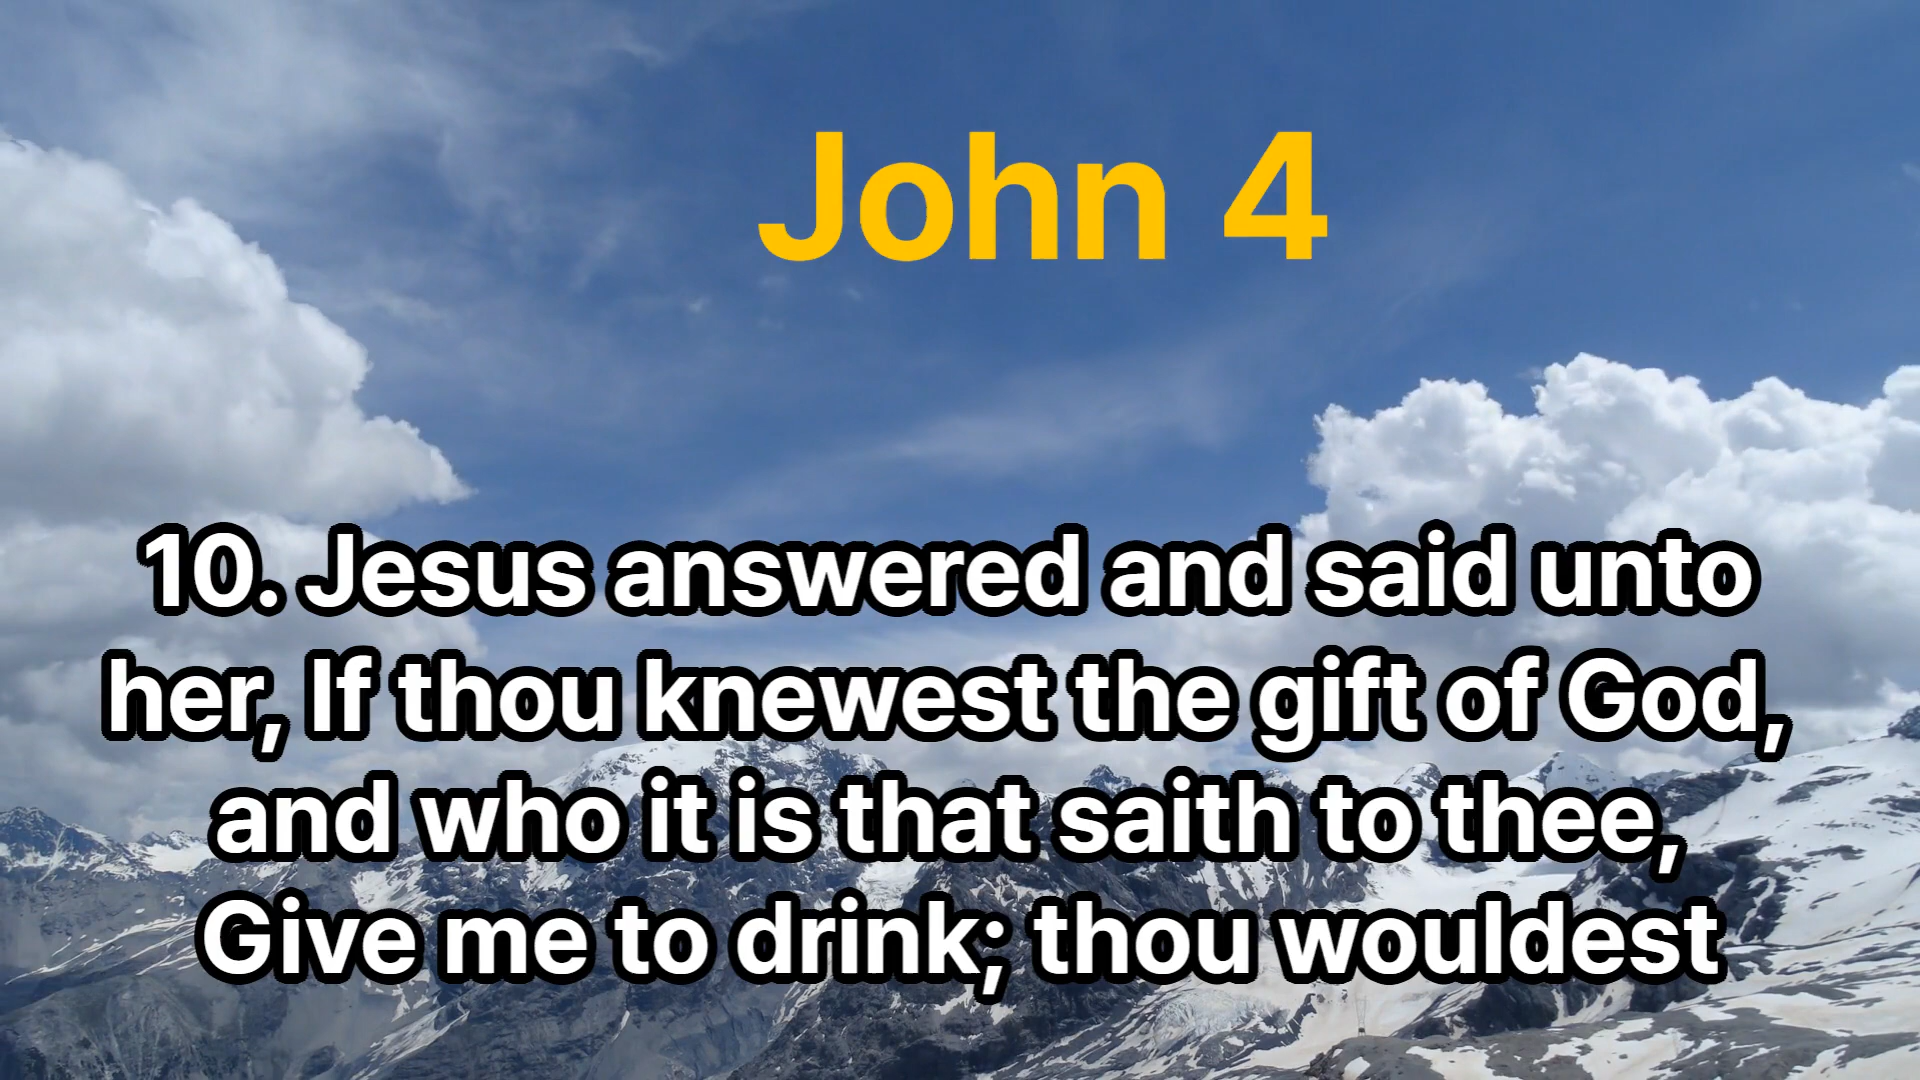 John 4
10. Jesus answered and said unto
her, If thou knewest the gift of God,
and who it is that saith to thee,
Give me to drink; thou wouldest